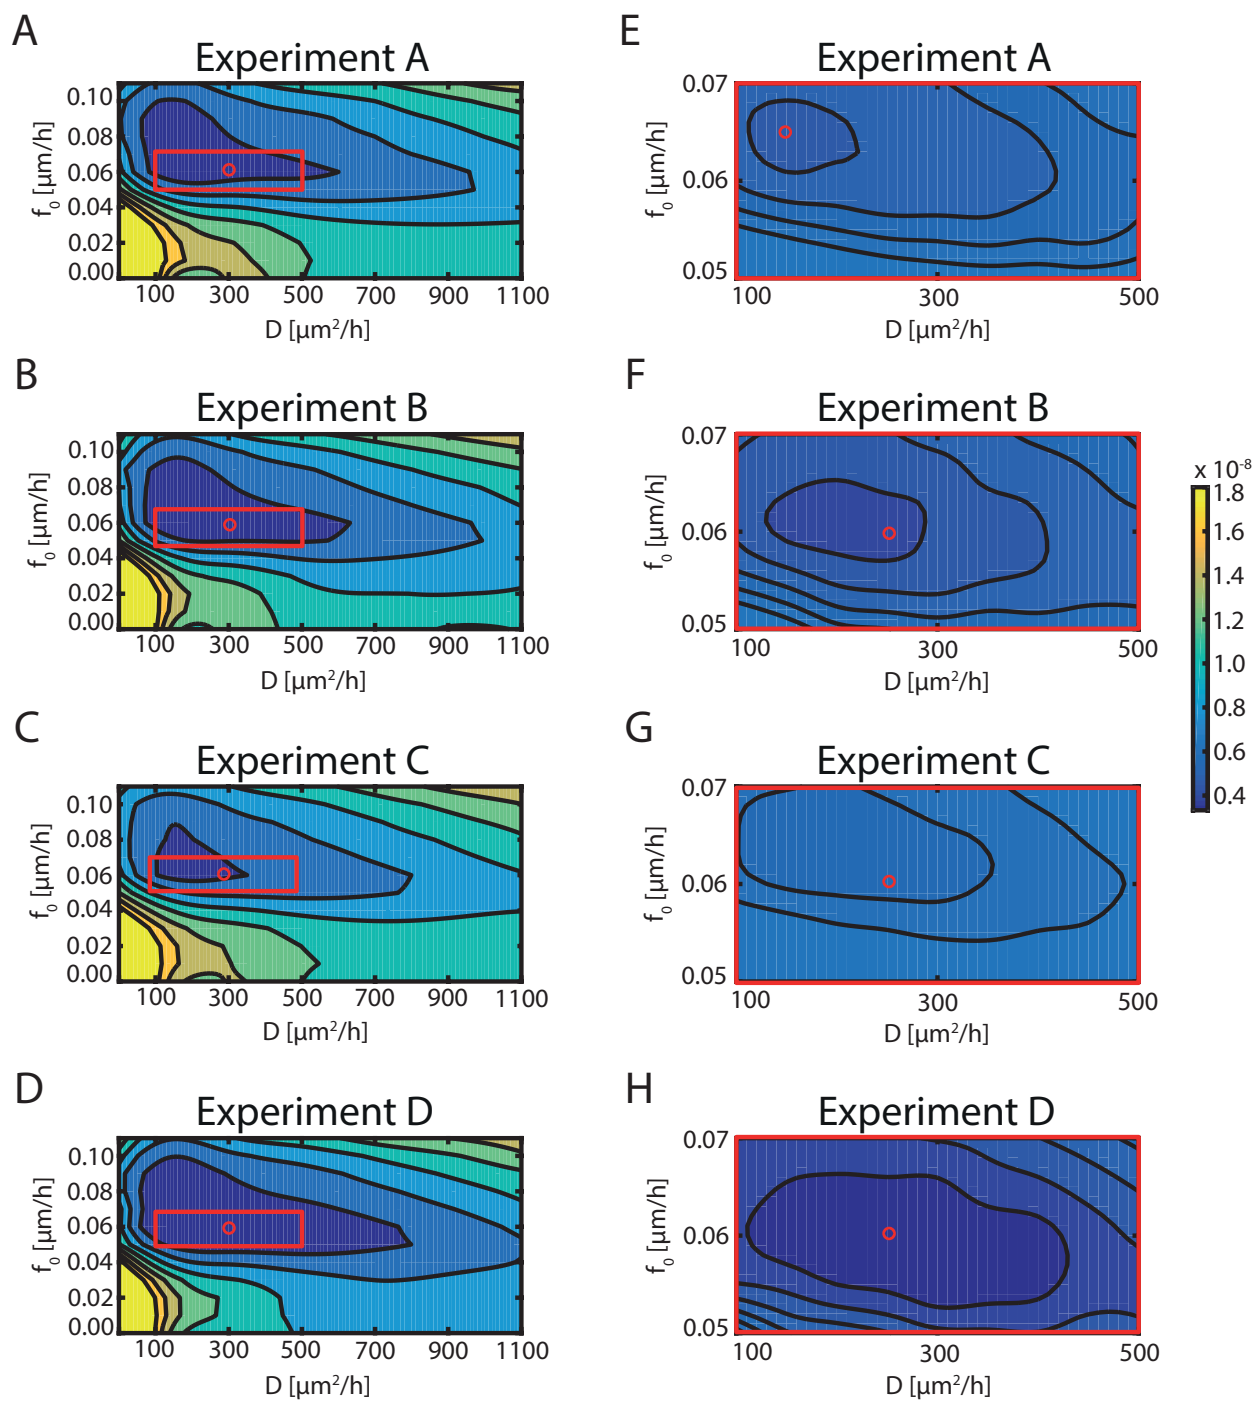 A
Experiment A
f₀ [µm/h]
0.10
0.08
0.06
0.04
0.02
0.00
100 300 500 700 900 1100
D [µm²/h]
E
Experiment A
f₀ [µm/h]
0.07
0.06
0.05
100 300 500
D [µm²/h]
B
Experiment B
f₀ [µm/h]
0.10
0.08
0.06
0.04
0.02
0.00
100 300 500 700 900 1100
D [µm²/h]
F
Experiment B
f₀ [µm/h]
0.07
0.06
0.05
100 300 500
D [µm²/h]
x 10⁻⁸
1.8
1.6
1.4
1.2
1.0
0.8
0.6
0.4
C
Experiment C
f₀ [µm/h]
0.10
0.08
0.06
0.04
0.02
0.00
100 300 500 700 900 1100
D [µm²/h]
G
Experiment C
f₀ [µm/h]
0.07
0.06
0.05
100 300 500
D [µm²/h]
D
Experiment D
f₀ [µm/h]
0.10
0.08
0.06
0.04
0.02
0.00
100 300 500 700 900 1100
D [µm²/h]
H
Experiment D
f₀ [µm/h]
0.07
0.06
0.05
100 300 500
D [µm²/h]